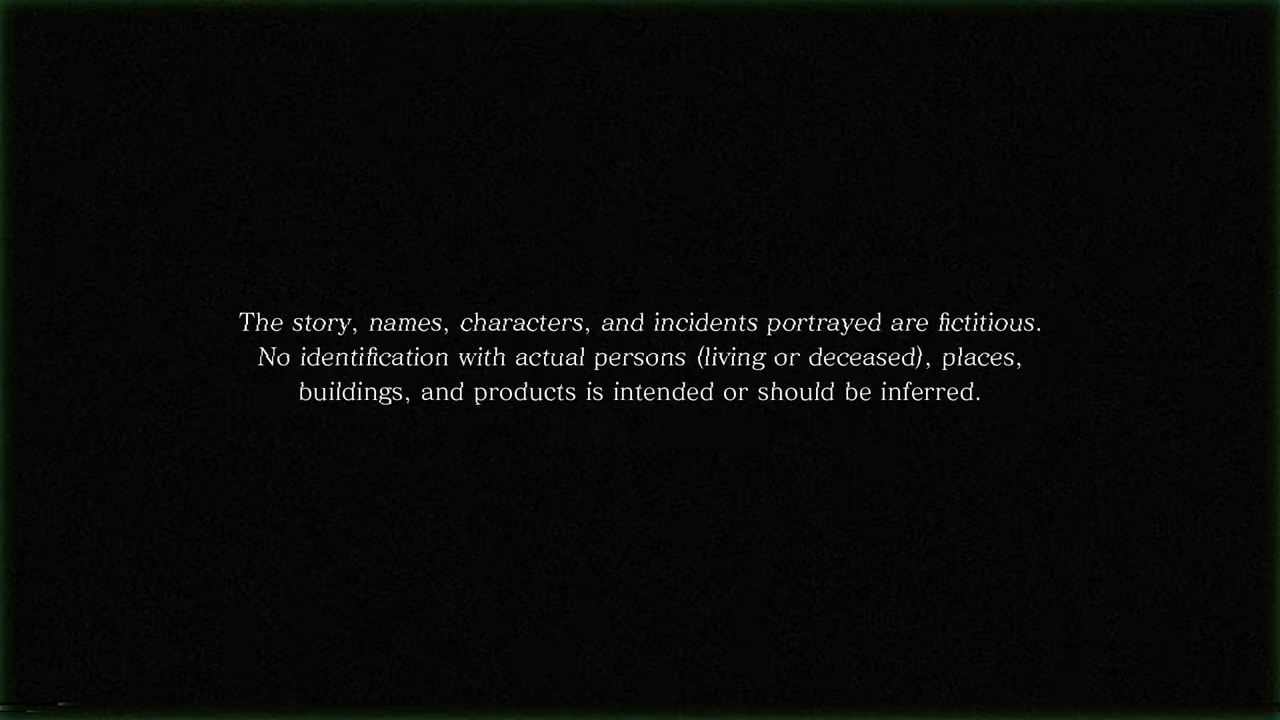 The story, names, characters, and incidents portrayed are fictitious.
No identification with actual persons (living or deceased), places,
buildings, and products is intended or should be inferred.